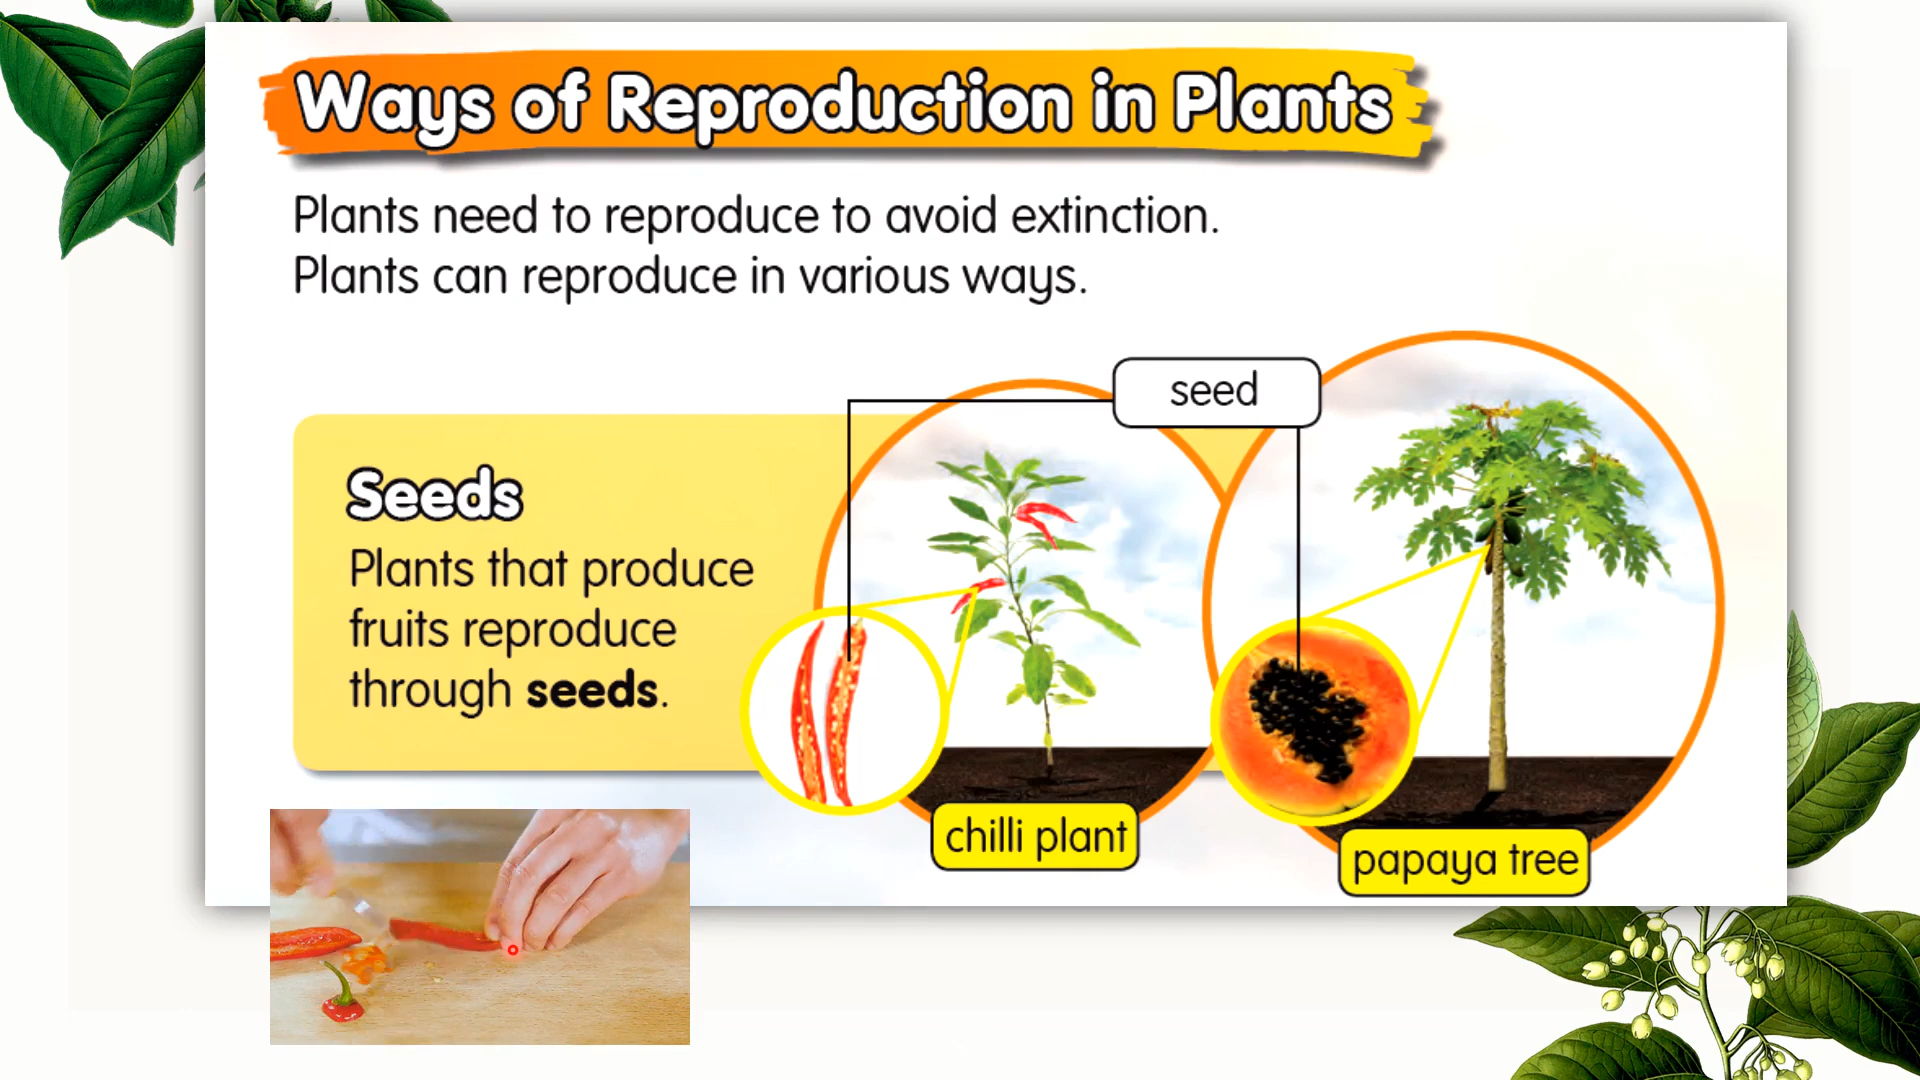 Ways of Reproduction in Plants
Plants need to reproduce to avoid extinction.
Plants can reproduce in various ways.
seed
Seeds
Plants that produce
fruits reproduce
through seeds.
chilli plant
papaya tree